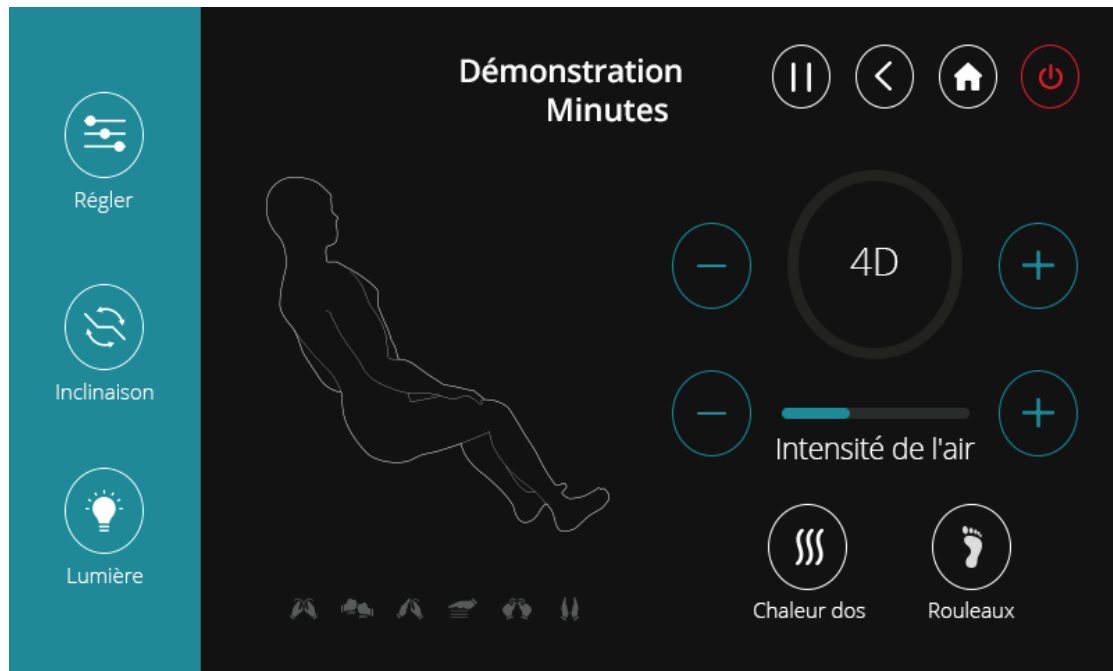 Démonstration
Minutes
Régler
4D
Inclinaison
Intensité de l'air
Lumière
Chaleur dos
Rouleaux